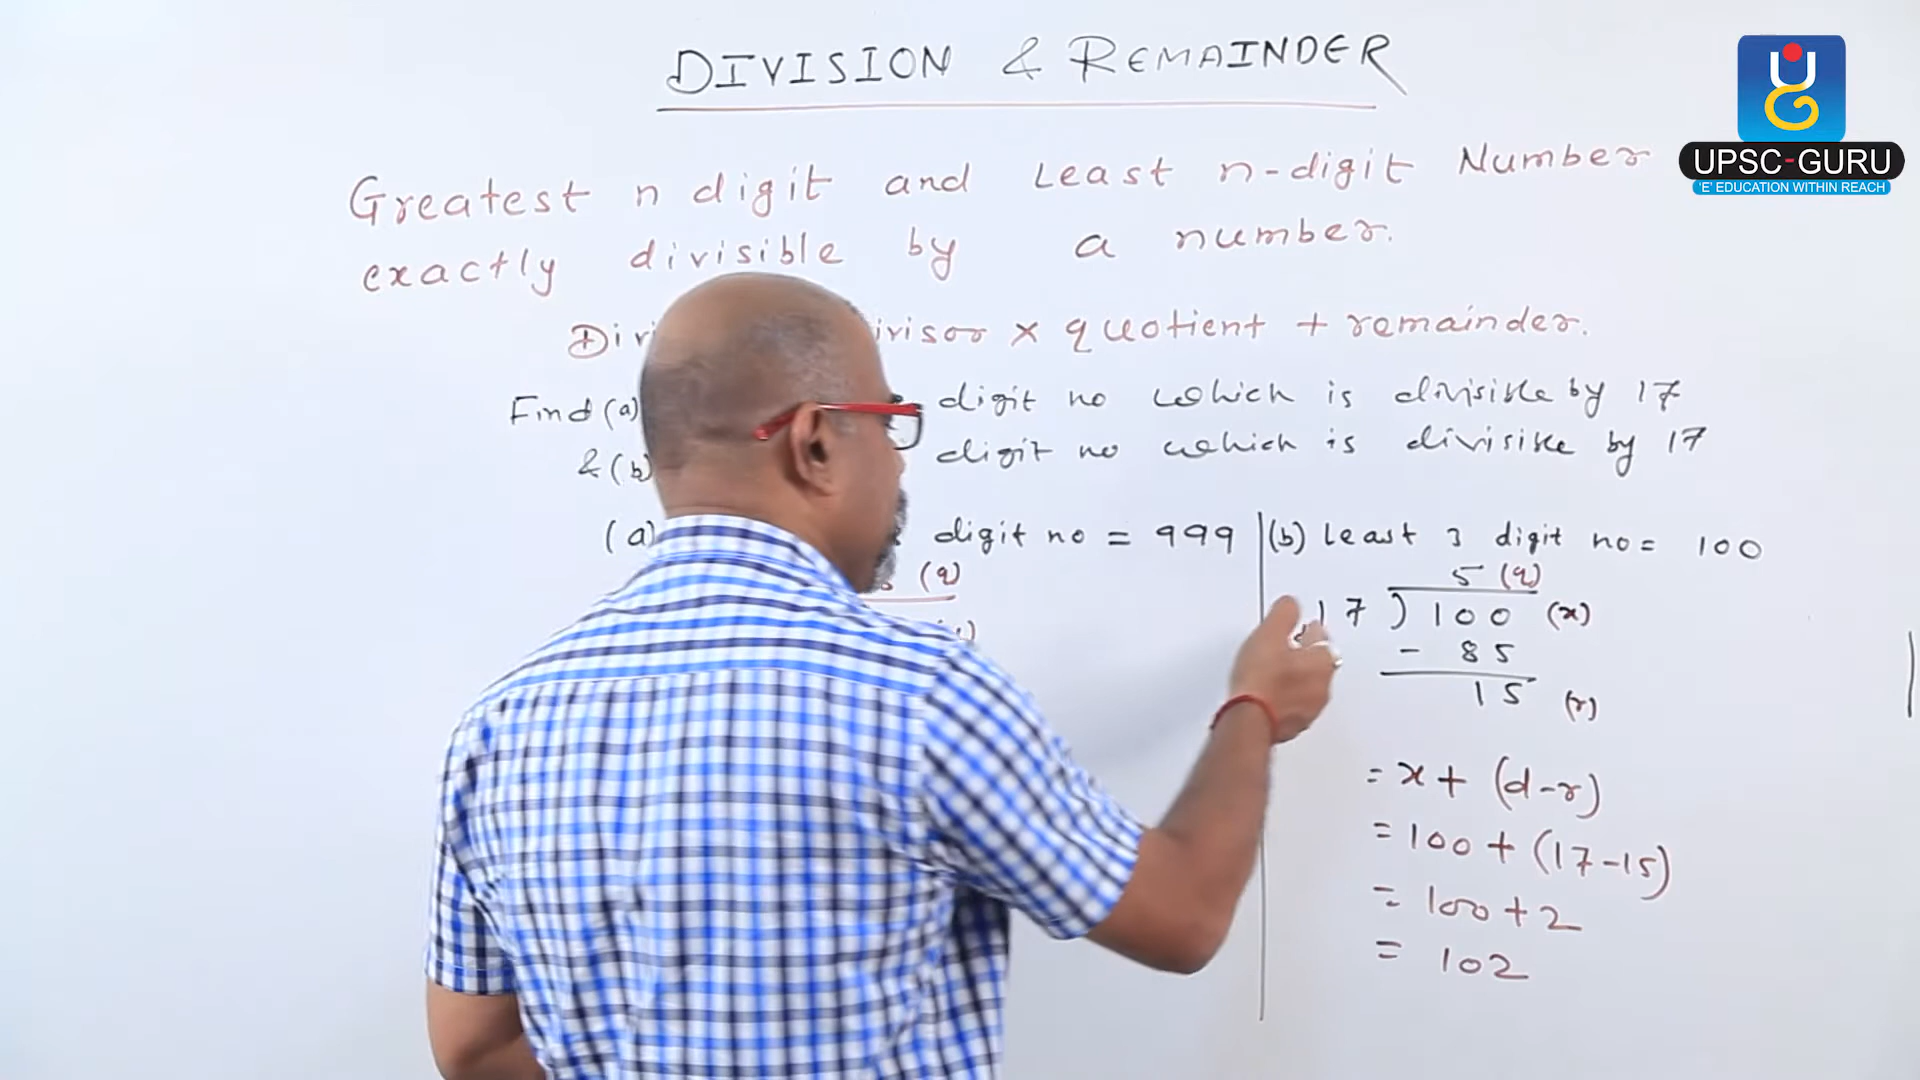 DIVISION & REMAINDER
UPSC-GURU
'E' EDUCATION WITHIN REACH
Greatest n digit and Least n-digit Number
exactly divisible by a number.
Divisor x quotient + remainder.
Find (a) digit no which is divisible by 17
& (b) digit no which is divisible by 17
(a) digit no = 999
(q)
(b) Least 3 digit no = 100
5 (q)
17 ) 100 (x)
- 85
15 (r)
= x + (d-r)
= 100 + (17-15)
= 100 + 2
= 102